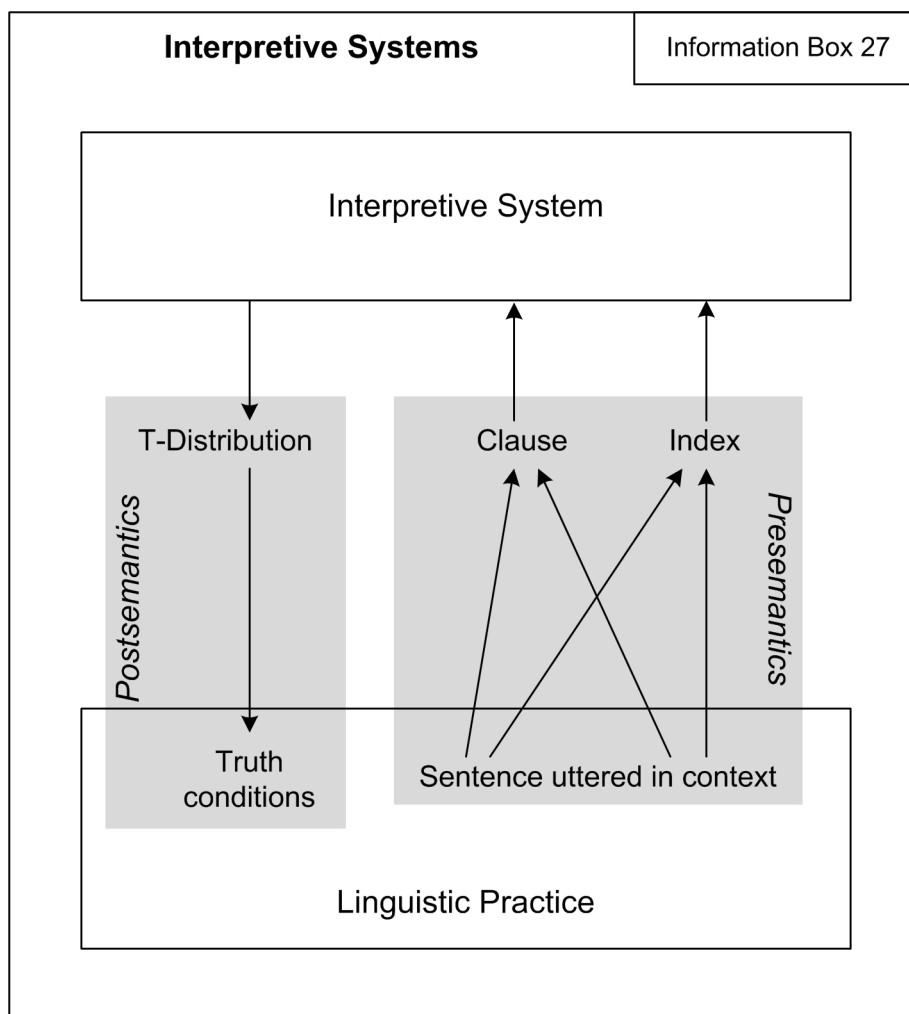 Interpretive Systems
Information Box 27
Interpretive System
T-Distribution
Clause
Index
Postsemantics
Presemantics
Truth
conditions
Sentence uttered in context
Linguistic Practice